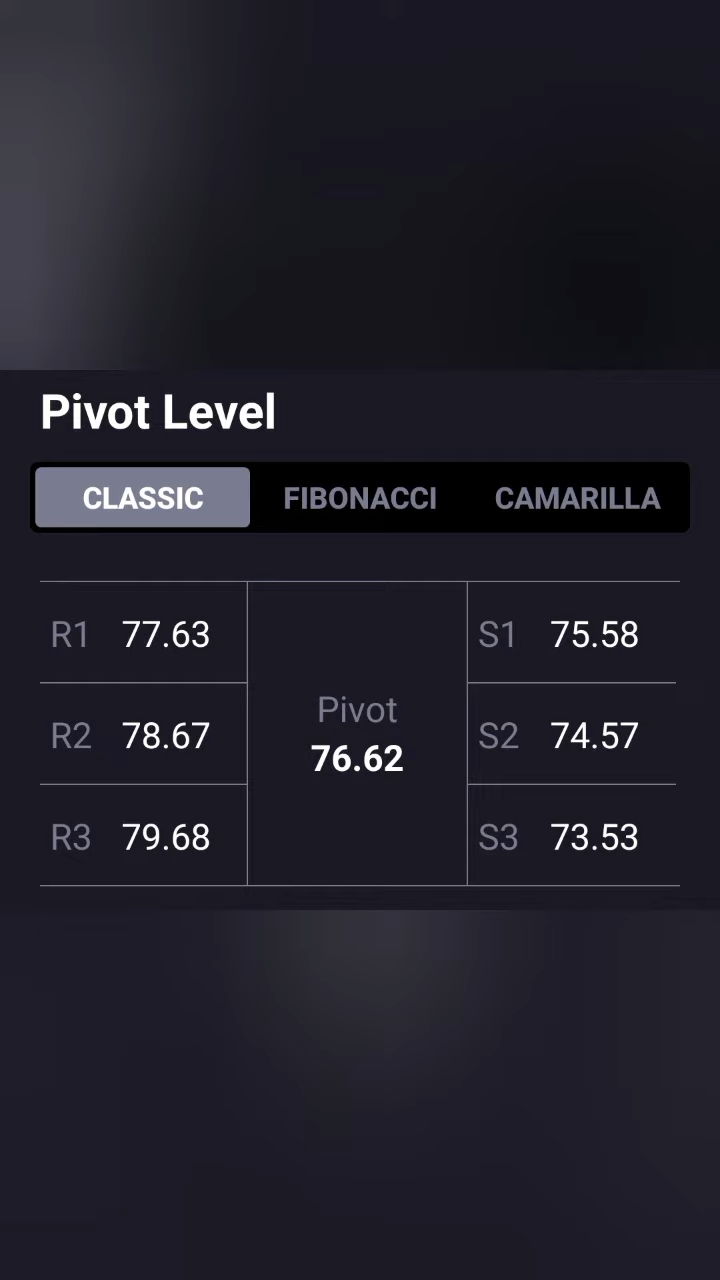 Pivot Level
CLASSIC FIBONACCI CAMARILLA
R1 77.63 S1 75.58
Pivot
R2 78.67 S2 74.57
76.62
R3 79.68 S3 73.53